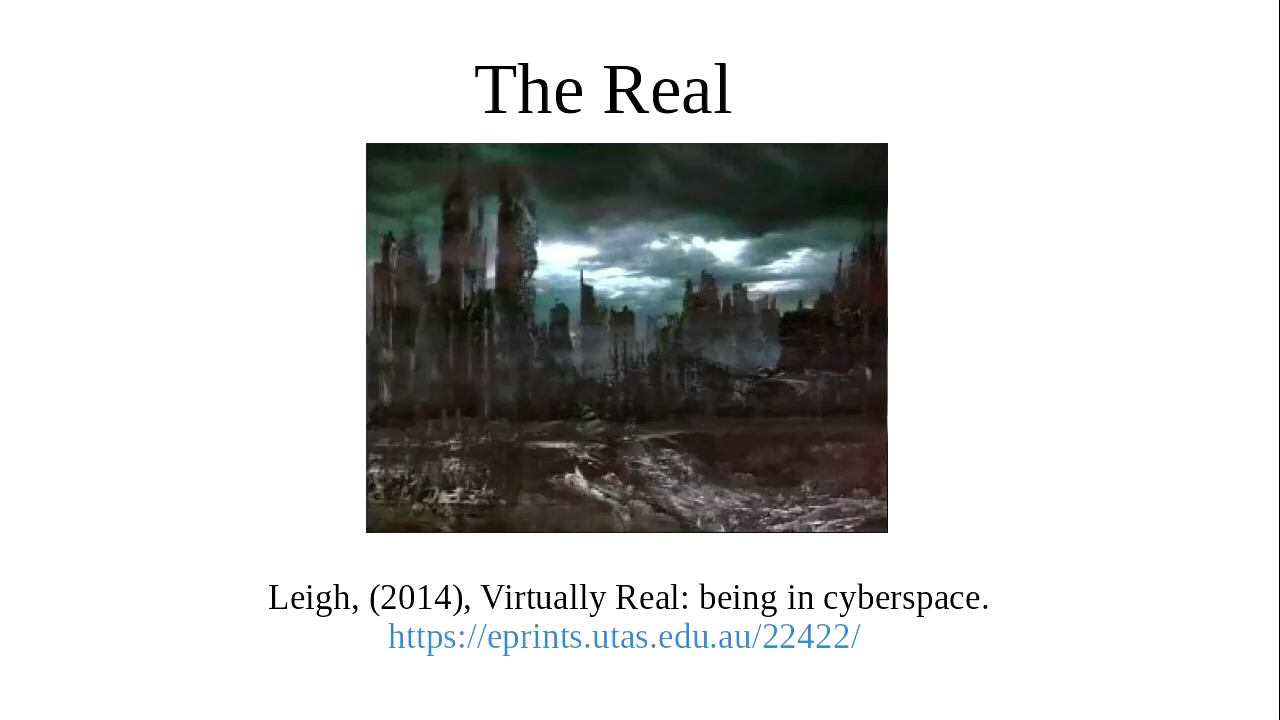 The Real
Leigh, (2014), Virtually Real: being in cyberspace.
https://eprints.utas.edu.au/22422/